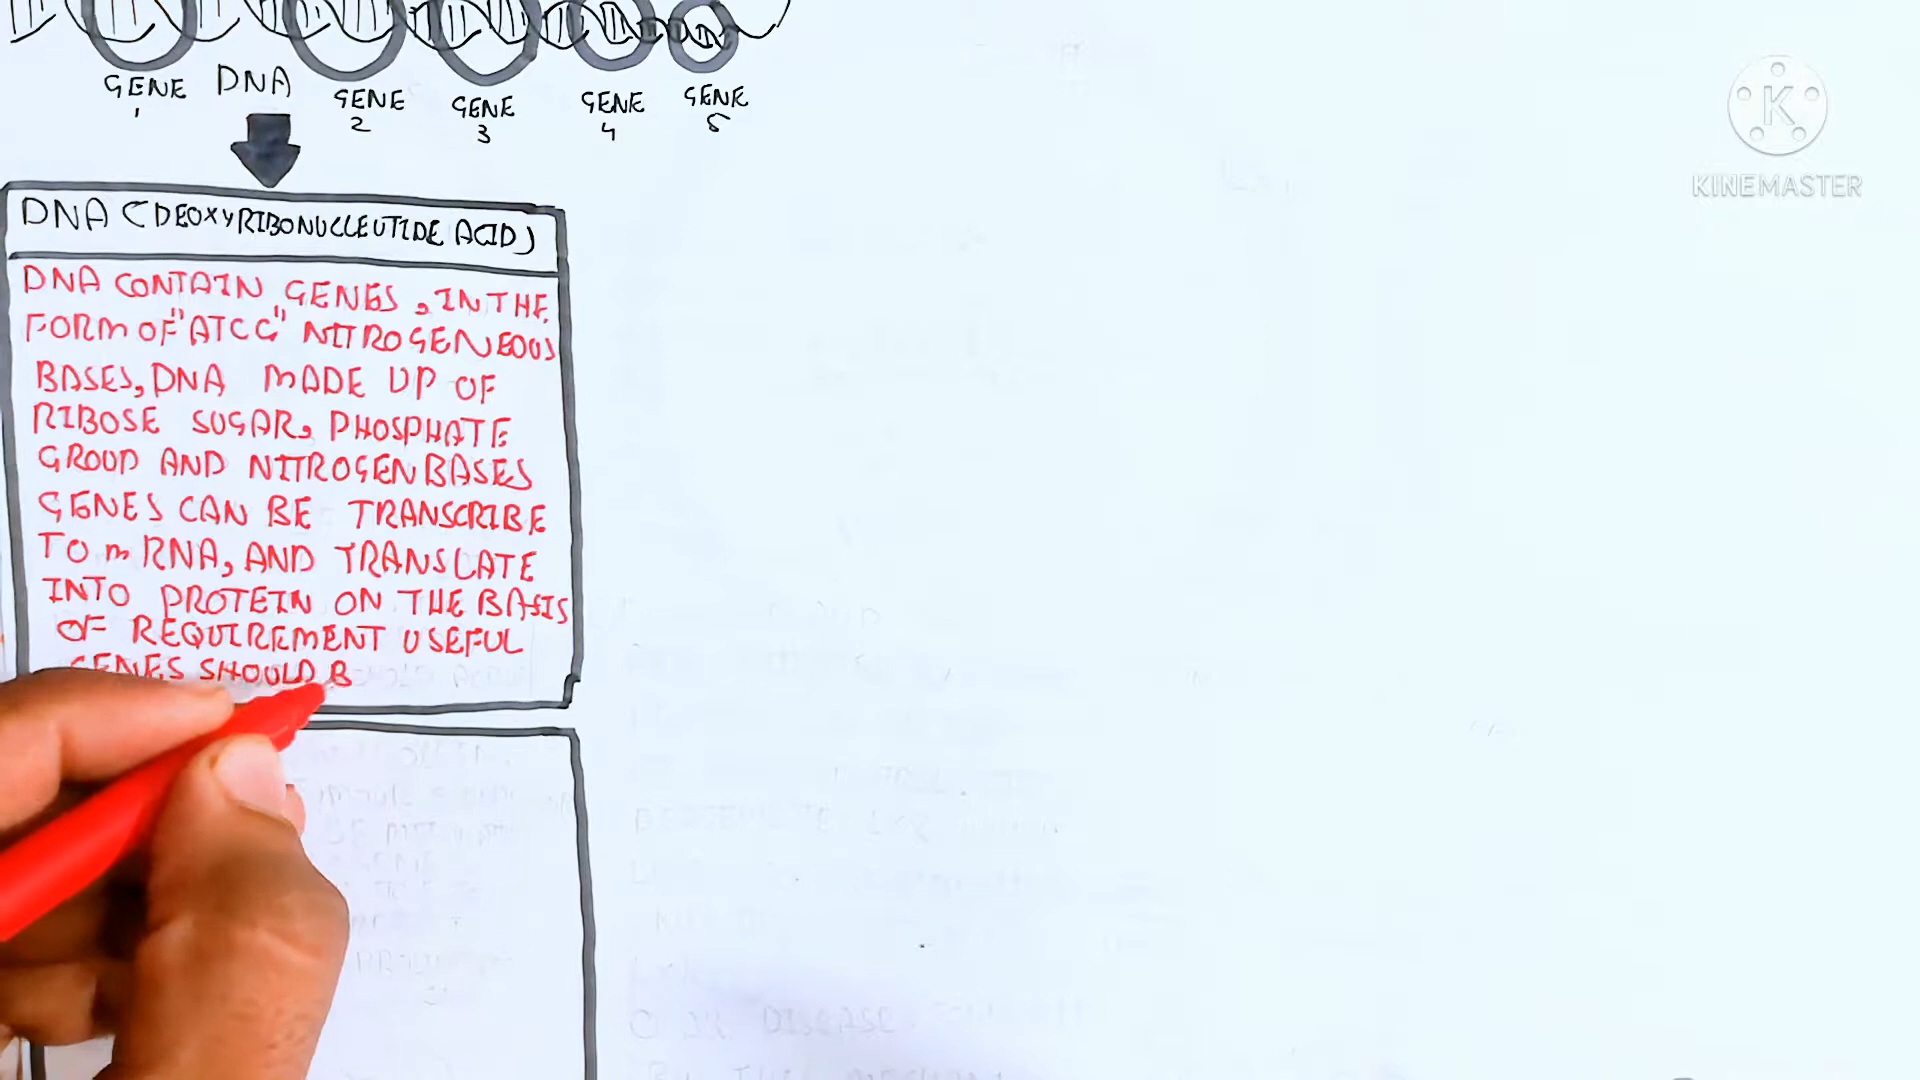 GENE
1
DNA
GENE
2
GENE
3
GENE
4
GENE
5
KINEMASTER
DNA (DEOXYRIBONUCLEUTIDE ACID)
DNA CONTAIN GENES, IN THE
FORM OF "ATCG" NITROGENEOUS
BASES, DNA MADE UP OF
RIBOSE SUGAR, PHOSPHATE
GROUP AND NITROGEN BASES
GENES CAN BE TRANSCRIBE
TO mRNA, AND TRANSLATE
INTO PROTEIN ON THE BASIS
OF REQUIREMENT USEFUL
GENES SHOULD B